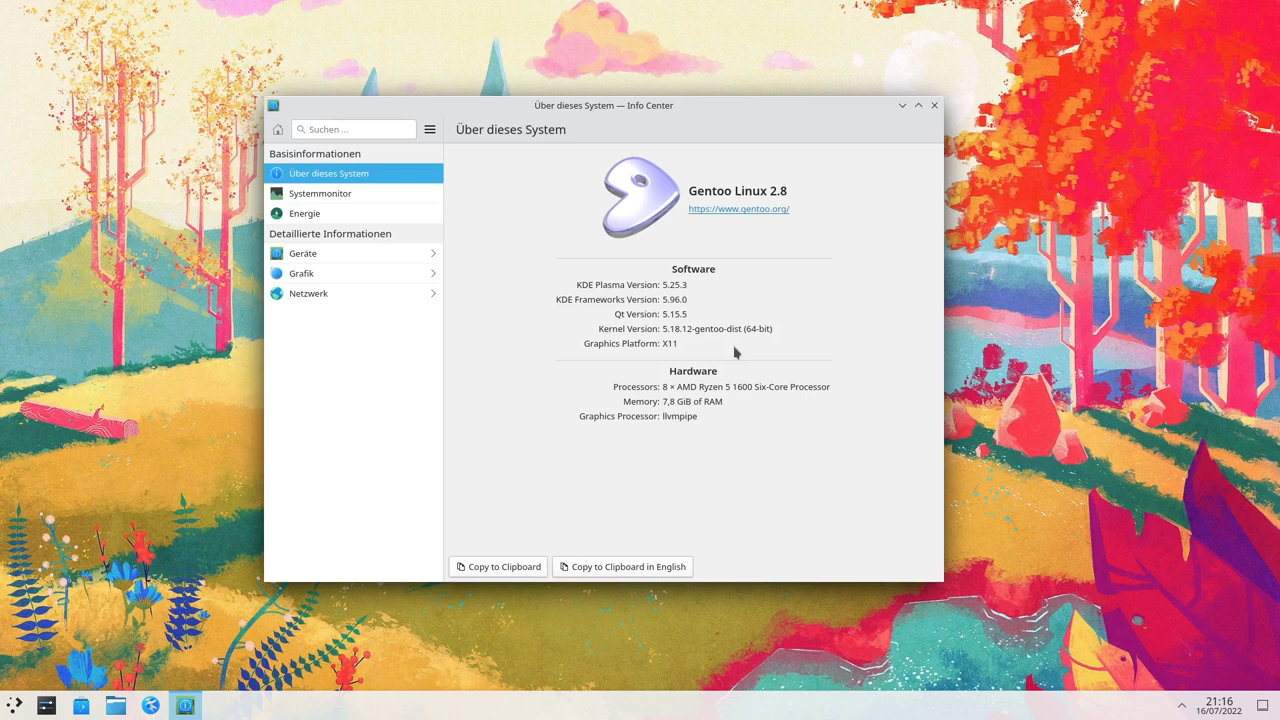 Über dieses System — Info Center
Suchen ...
Über dieses System
Basisinformationen
Über dieses System
Systemmonitor
Energie
Detaillierte Informationen
Geräte
Grafik
Netzwerk
Gentoo Linux 2.8
https://www.gentoo.org/
Software
KDE Plasma Version: 5.25.3
KDE Frameworks Version: 5.96.0
Qt Version: 5.15.5
Kernel Version: 5.18.12-gentoo-dist (64-bit)
Graphics Platform: X11
Hardware
Processors: 8 × AMD Ryzen 5 1600 Six-Core Processor
Memory: 7,8 GiB of RAM
Graphics Processor: llvmpipe
Copy to Clipboard
Copy to Clipboard in English
21:16
16/07/2022